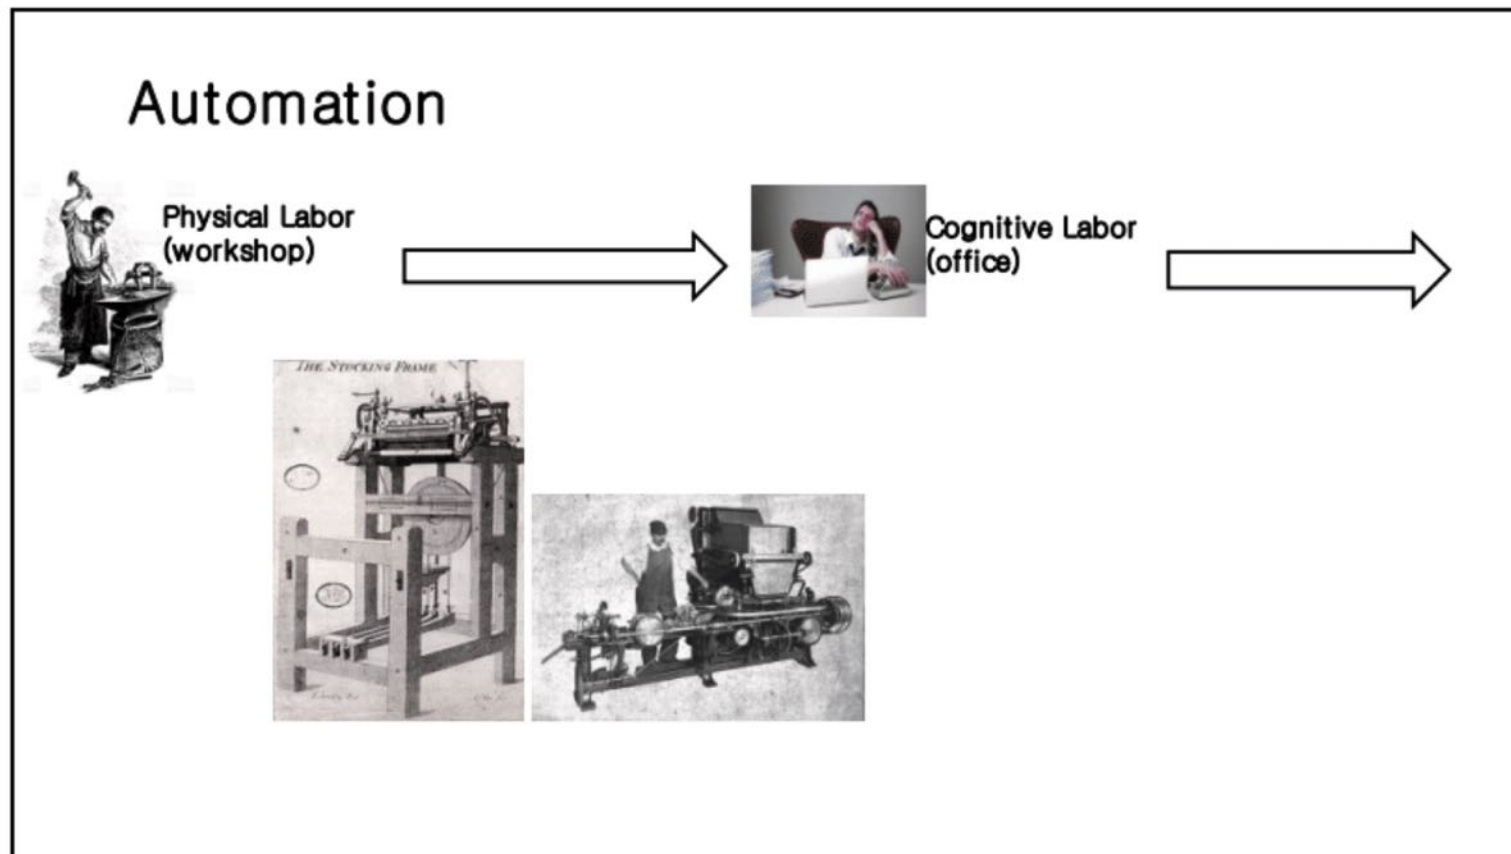 Automation
Physical Labor
(workshop)
Cognitive Labor
(office)
THE STOCKING FRAME